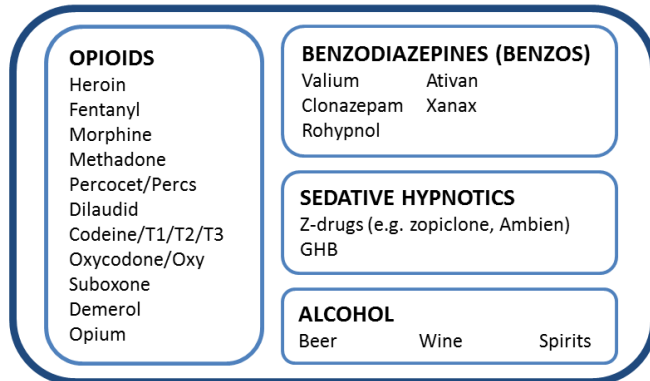 OPIOIDS
Heroin
Fentanyl
Morphine
Methadone
Percocet/Percs
Dilaudid
Codeine/T1/T2/T3
Oxycodone/Oxy
Suboxone
Demerol
Opium
BENZODIAZEPINES (BENZOS)
Valium Ativan
Clonazepam Xanax
Rohypnol
SEDATIVE HYPNOTICS
Z-drugs (e.g. zopiclone, Ambien)
GHB
ALCOHOL
Beer Wine Spirits